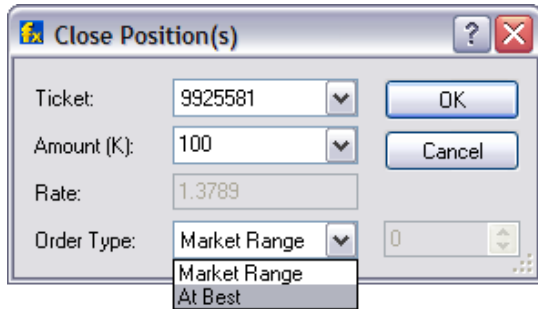 fx Close Position(s) ?
Ticket: 9925581 OK
Amount (K): 100 Cancel
Rate: 1.3789
Order Type: Market Range 0
Market Range
At Best